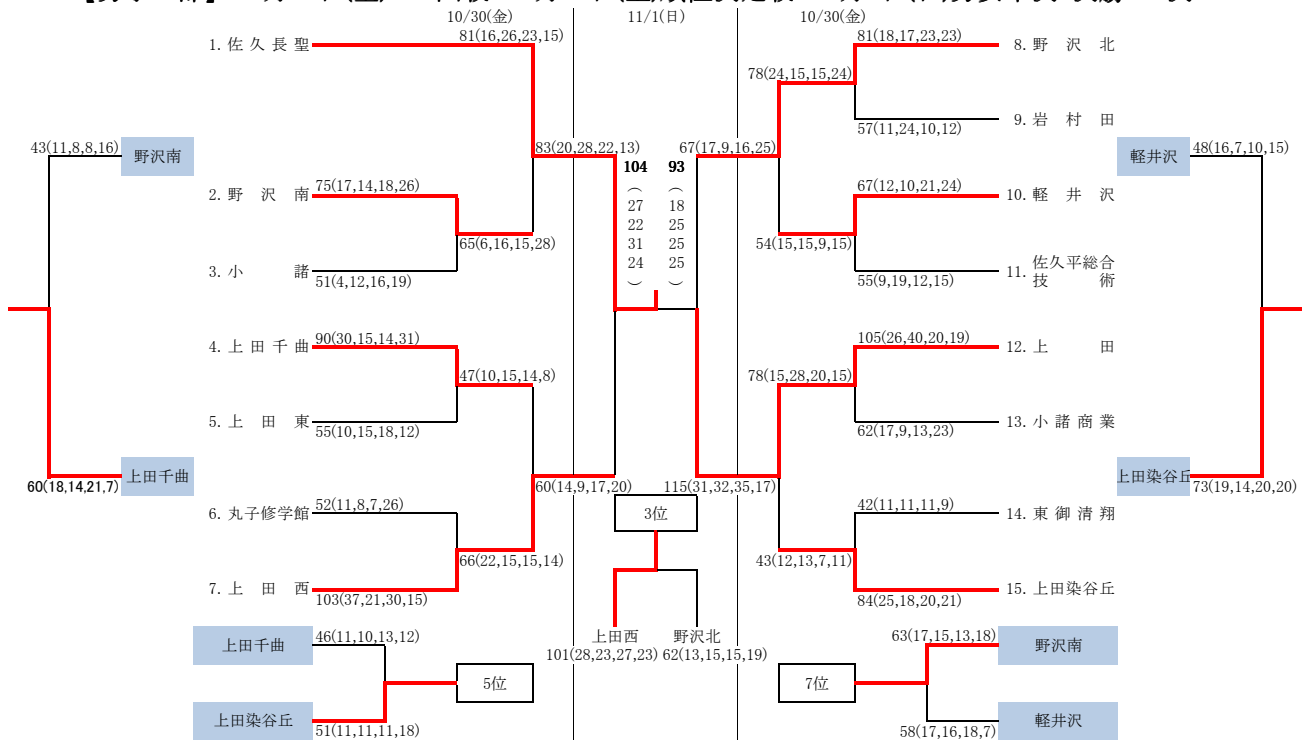 10/30(金)
11/1(日)
10/30(金)
1. 佐久長聖
81(16,26,23,15)
2. 野沢南
75(17,14,18,26)
3. 小諸
51(4,12,16,19)
65(6,16,15,28)
83(20,28,22,13)
4. 上田千曲
90(30,15,14,31)
5. 上田東
55(10,15,18,12)
47(10,15,14,8)
6. 丸子修学館
52(11,8,7,26)
7. 上田西
103(37,21,30,15)
66(22,15,15,14)
60(14,9,17,20)
104
(
27
22
31
24
)
93
(
18
25
25
25
)
8. 野沢北
81(18,17,23,23)
9. 岩村田
57(11,24,10,12)
78(24,15,15,24)
10. 軽井沢
67(12,10,21,24)
11. 佐久平総合
技術
55(9,19,12,15)
54(15,15,9,15)
67(17,9,16,25)
12. 上田
105(26,40,20,19)
13. 小諸商業
62(17,9,13,23)
78(15,28,20,15)
14. 東御清翔
42(11,11,11,9)
15. 上田染谷丘
84(25,18,20,21)
43(12,13,7,11)
115(31,32,35,17)
43(11,8,8,16)
野沢南
上田千曲
60(18,14,21,7)
軽井沢
48(16,7,10,15)
上田染谷丘
73(19,14,20,20)
3位
上田西
101(28,23,27,23)
野沢北
62(13,15,15,19)
上田千曲
46(11,10,13,12)
上田染谷丘
51(11,11,11,18)
5位
7位
63(17,15,13,18)
野沢南
58(17,16,18,7)
軽井沢